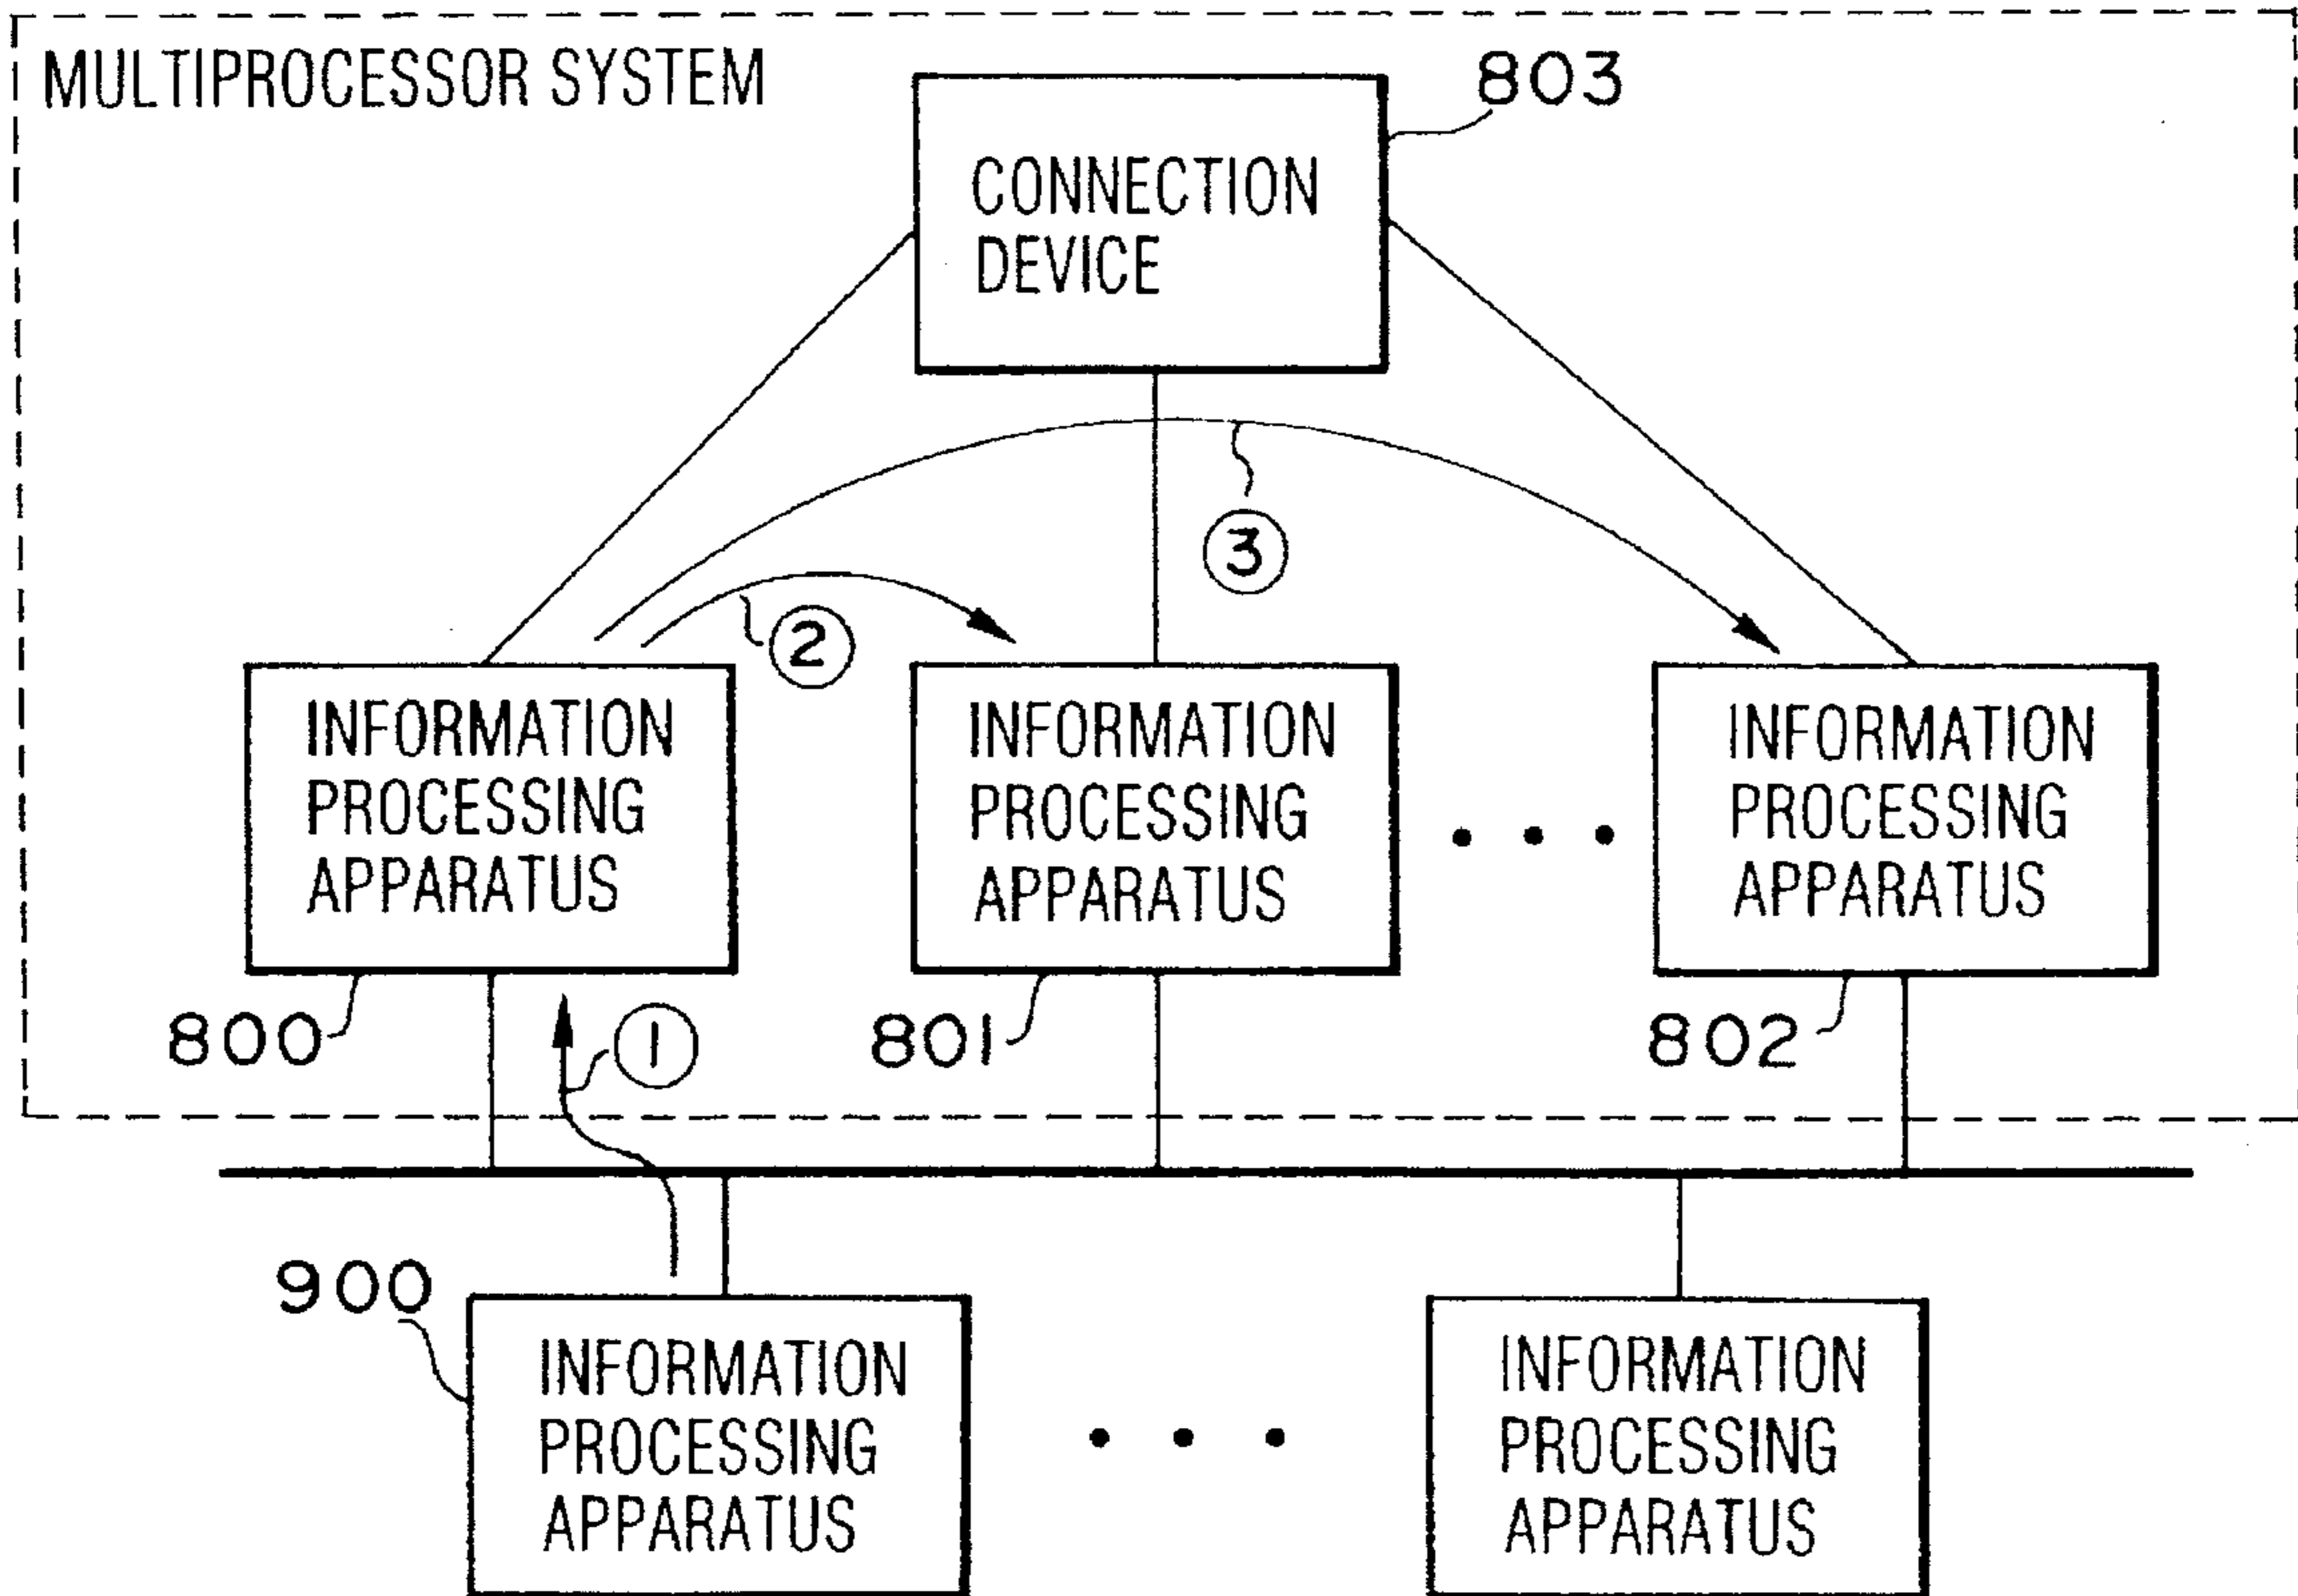 MULTIPROCESSOR SYSTEM
803
CONNECTION
DEVICE
3
2
INFORMATION
PROCESSING
APPARATUS
INFORMATION
PROCESSING
APPARATUS
• • •
INFORMATION
PROCESSING
APPARATUS
800
1
801
802
900
INFORMATION
PROCESSING
APPARATUS
• • •
INFORMATION
PROCESSING
APPARATUS